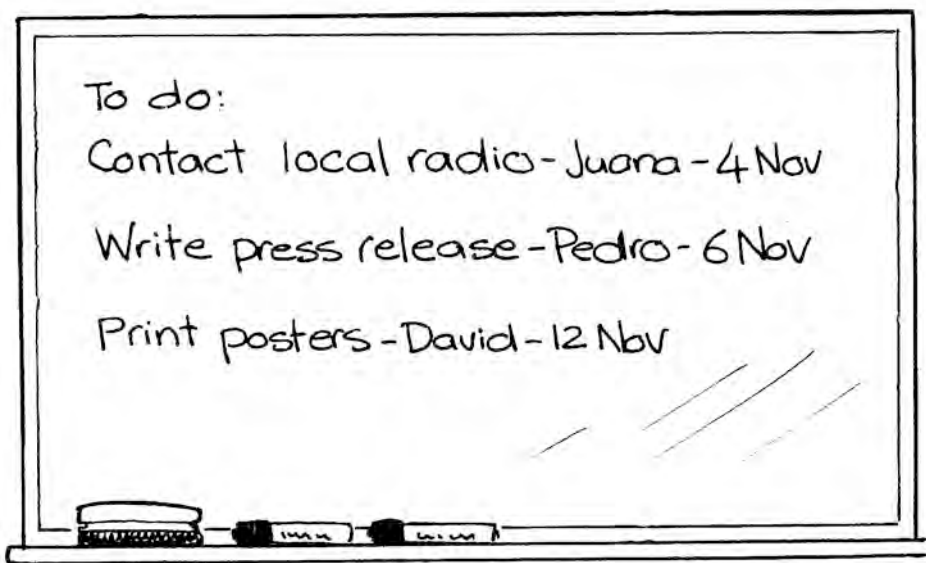 To do:
Contact local radio-Juana-4 Nov
Write press release-Pedro-6 Nov
Print posters-David-12 Nov